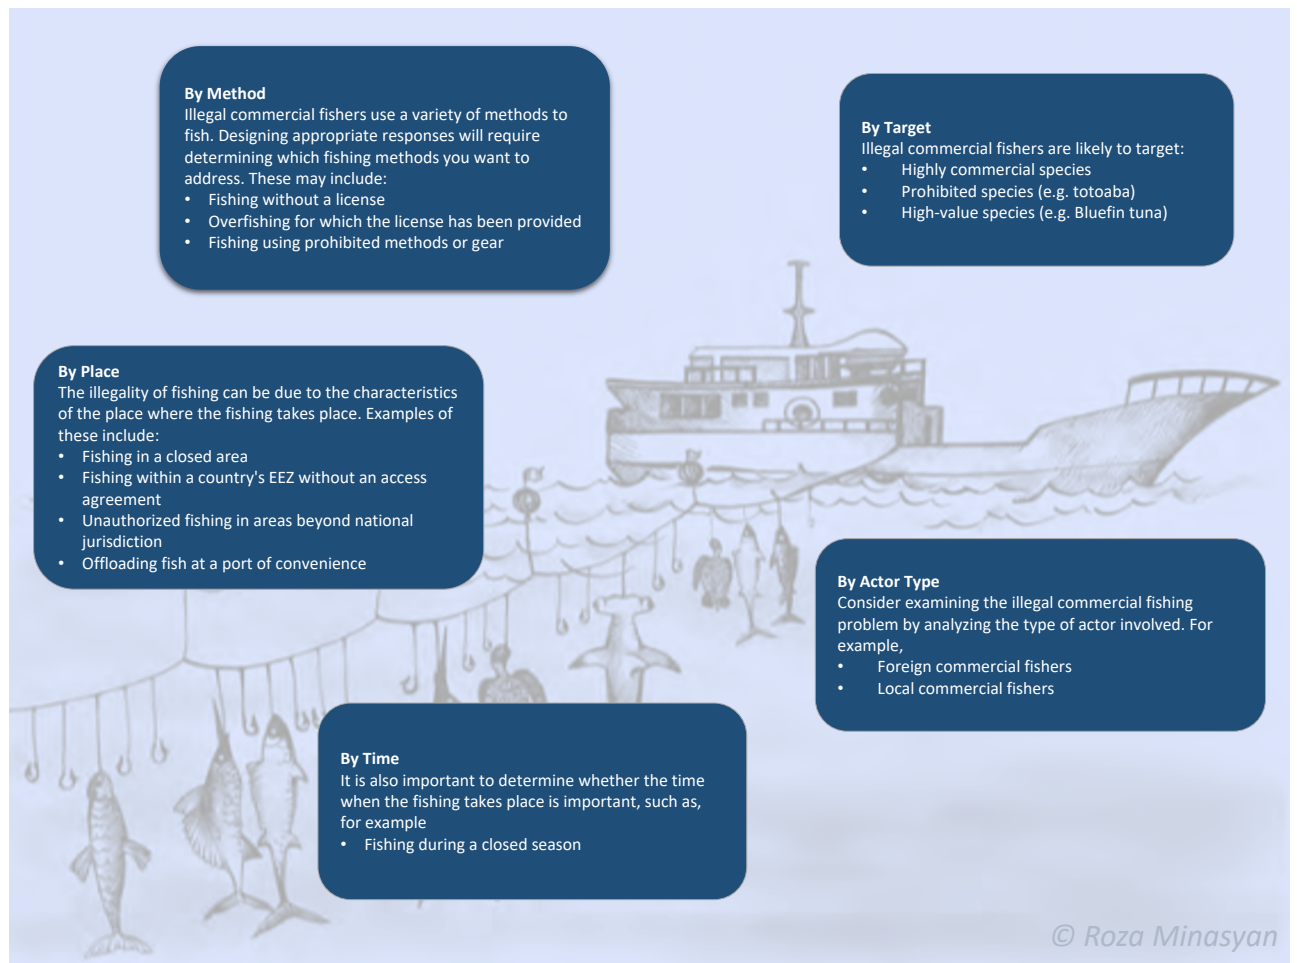 By Method
Illegal commercial fishers use a variety of methods to
fish. Designing appropriate responses will require
determining which fishing methods you want to
address. These may include:
• Fishing without a license
• Overfishing for which the license has been provided
• Fishing using prohibited methods or gear
By Target
Illegal commercial fishers are likely to target:
• Highly commercial species
• Prohibited species (e.g. totoaba)
• High-value species (e.g. Bluefin tuna)
By Place
The illegality of fishing can be due to the characteristics
of the place where the fishing takes place. Examples of
these include:
• Fishing in a closed area
• Fishing within a country's EEZ without an access
agreement
• Unauthorized fishing in areas beyond national
jurisdiction
• Offloading fish at a port of convenience
By Actor Type
Consider examining the illegal commercial fishing
problem by analyzing the type of actor involved. For
example,
• Foreign commercial fishers
• Local commercial fishers
By Time
It is also important to determine whether the time
when the fishing takes place is important, such as,
for example
• Fishing during a closed season
© Roza Minasyan